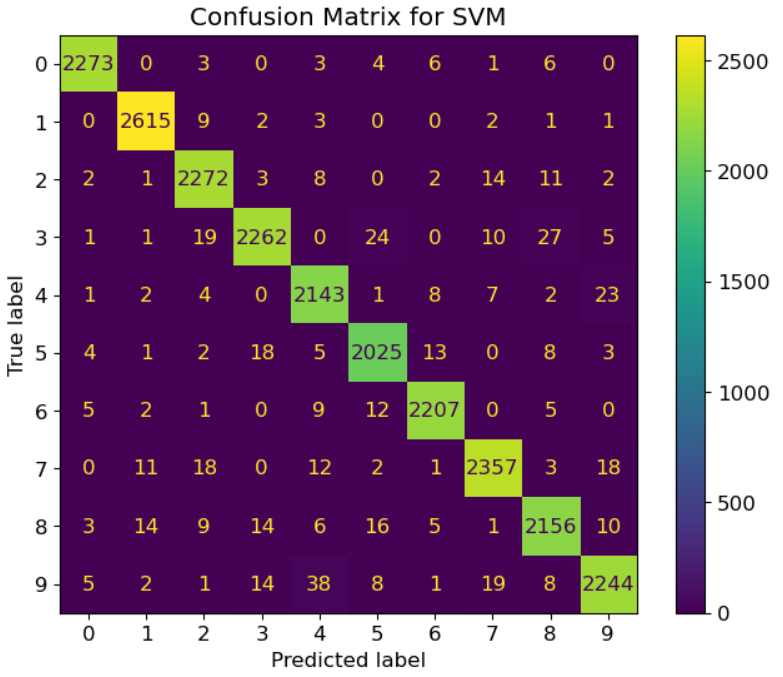 Confusion Matrix for SVM
0 2273 0 3 0 3 4 6 1 6 0
1 0 2615 9 2 3 0 0 2 1 1
2 2 1 2272 3 8 0 2 14 11 2
3 1 1 19 2262 0 24 0 10 27 5
4 1 2 4 0 2143 1 8 7 2 23
5 4 1 2 18 5 2025 13 0 8 3
6 5 2 1 0 9 12 2207 0 5 0
7 0 11 18 0 12 2 1 2357 3 18
8 3 14 9 14 6 16 5 1 2156 10
9 5 2 1 14 38 8 1 19 8 2244
0 1 2 3 4 5 6 7 8 9
Predicted label
True label
2500
2000
1500
1000
500
0